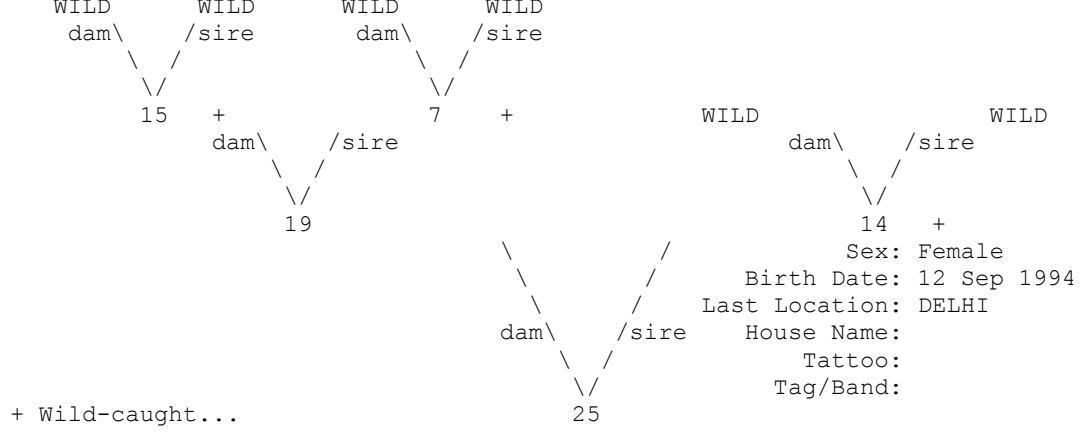 WILD WILD WILD WILD
dam\ /sire dam\ /sire
\ / \ /
\/ \/
15 + 7 + WILD WILD
dam\ /sire dam\ /sire
\ / \ /
\/ \/
19 14 +
\ / Sex: Female
\ / Birth Date: 12 Sep 1994
\ / Last Location: DELHI
dam\ /sire House Name:
\ / Tattoo:
\/ Tag/Band:
+ Wild-caught... 25